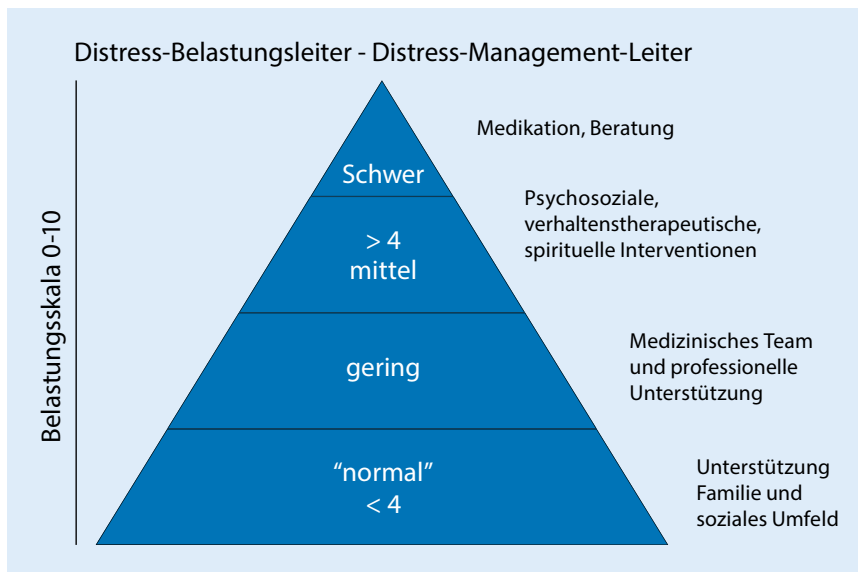 Distress-Belastungsleiter - Distress-Management-Leiter
Belastungsskala 0-10
Schwer
Medikation, Beratung
> 4
mittel
Psychosoziale,
verhaltenstherapeutische,
spirituelle Interventionen
gering
Medizinisches Team
und professionelle
Unterstützung
“normal”
< 4
Unterstützung
Familie und
soziales Umfeld